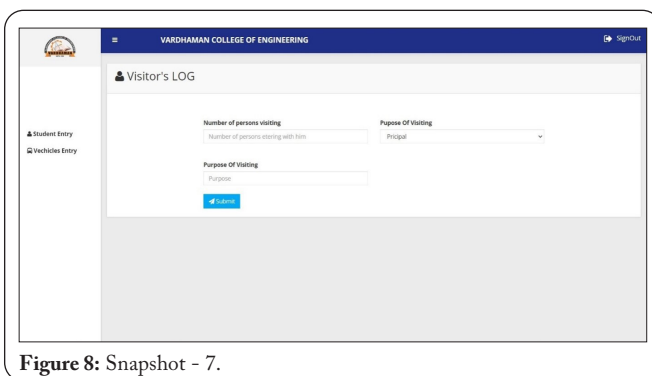 VARDHAMAN COLLEGE OF ENGINEERING
SignOut
Visitor's LOG
Student Entry
Vechicles Entry
Number of persons visiting
Pupose Of Visiting
Number of persons etering with him
Pricipal
Purpose Of Visiting
Purpose
Submit
Figure 8: Snapshot - 7.